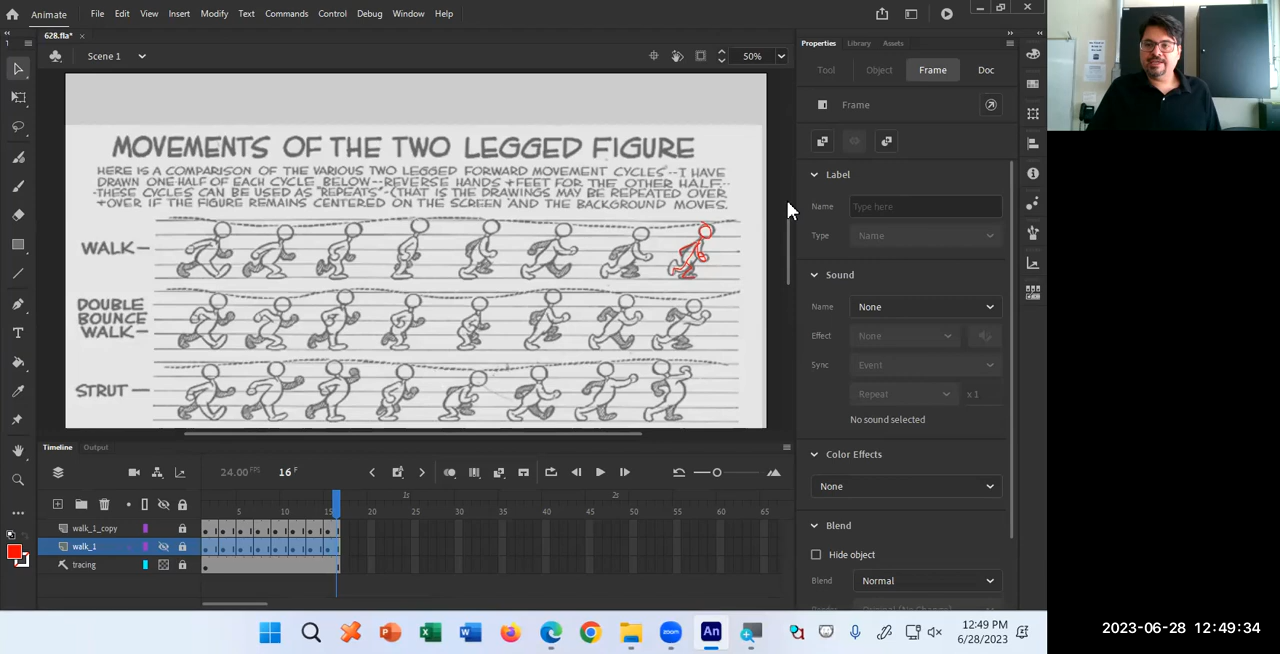 Animate
File Edit View Insert Modify Text Commands Control Debug Window Help
628.fla*
Scene 1
50%
MOVEMENTS OF THE TWO LEGGED FIGURE
HERE IS A COMPARISON OF THE VARIOUS TWO LEGGED FORWARD MOVEMENT CYCLES--I HAVE
DRAWN ONE HALF OF EACH CYCLE BELOW--REVERSE HANDS + FEET FOR THE OTHER HALF--
-THESE CYCLES CAN BE USED AS "REPEATS"-(THAT IS THE DRAWINGS MAY BE REPEATED OVER
+OVER IF THE FIGURE REMAINS CENTERED ON THE SCREEN AND THE BACKGROUND MOVES.
WALK-
DOUBLE
BOUNCE
WALK-
STRUT-
Properties Library Assets
Tool Object Frame Doc
Frame
Label
Name Type here
Type Name
Sound
Name None
Effect None
Sync Event
Repeat x 1
No sound selected
Color Effects
None
Blend
Hide object
Blend Normal
Timeline Output
24.00 FPS 16 F
1s 2s
5 10 15 20 25 30 35 40 45 50 55 60 65
walk_1_copy
walk_1
tracing
12:49 PM
6/28/2023
2023-06-28 12:49:34